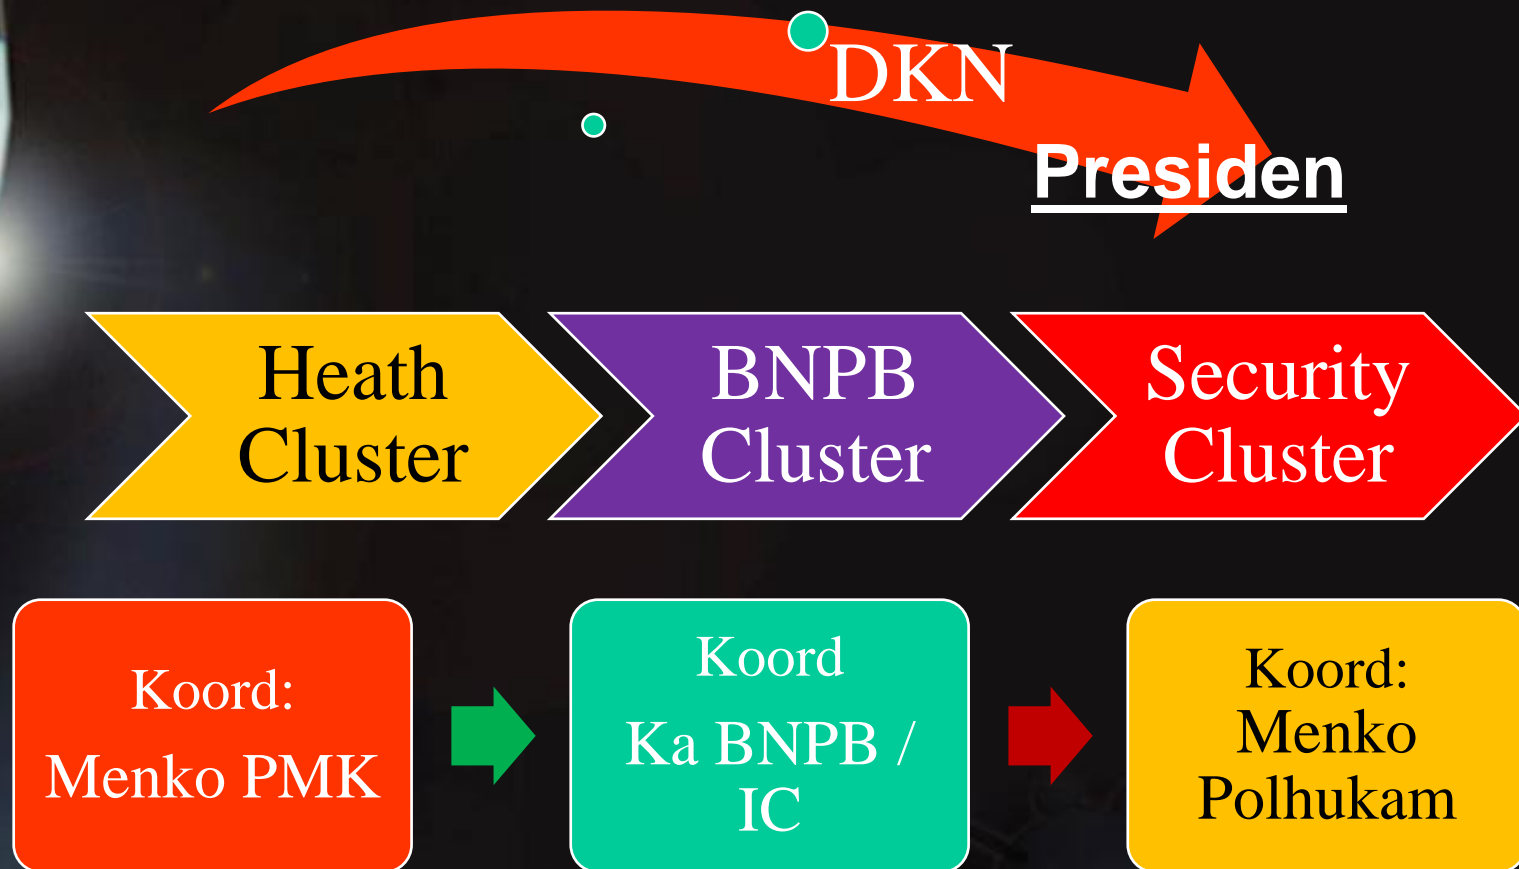 DKN
Presiden
Heath
Cluster
BNPB
Cluster
Security
Cluster
Koord:
Menko PMK
Koord
Ka BNPB /
IC
Koord:
Menko
Polhukam